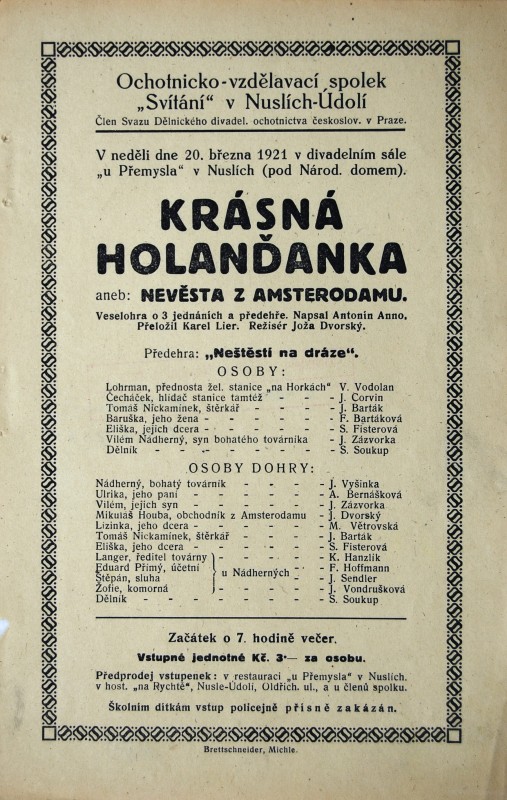 Ochotnicko-vzdělavací spolek
„Svítání" v Nuslích-Údolí
Člen Svazu Dělnického divadel. ochotnictva českoslov. v Praze.
V neděli dne 20. března 1921 v divadelním sále
„u Přemysla" v Nuslích (pod Národ. domem).
KRÁSNÁ
HOLANĎANKA
aneb: NEVĚSTA Z AMSTERODAMU.
Veselohra o 3 jednáních a předehře. Napsal Antonín Anno,
Přeložil Karel Lier. Režisér Joža Dvorský.
Předehra: „Neštěstí na dráze".
OSOBY:
Lohrman, přednosta žel. stanice „na Horkách" V. Vodolan
Čecháček, hlídač stanice tamtéž - - - J. Corvin
Tomáš Nickamínek, štěrkář - - - - J. Barták
Baruška, jeho žena - - - - - - F. Bartáková
Eliška, jejich dcera - - - - - - S. Fisterová
Vilém Nádherný, syn bohatého továrníka - J. Zázvorka
Dělník - - - - - - - - S. Soukup
OSOBY DOHRY:
Nádherný, bohatý továrník - - - - J. Vyšinka
Ulrika, jeho paní - - - - - - A. Bernášková
Vilém, jejich syn - - - - - - J. Zázvorka
Mikuláš Houba, obchodník z Amsterodamu - J. Dvorský
Lizinka, jeho dcera - - - - - - M. Větrovská
Tomáš Nickamínek, štěrkář - - - - J. Barták
Eliška, jeho dcera - - - - - - S. Fisterová
Langer, ředitel továrny - - - - K. Hanzlík
Eduard Přímý, účetní u Nádherných - - F. Hoffmann
Štěpán, sluha - - J. Sendler
Žofie, komorná - - - - J. Vondrušková
Dělník - - - - - - - - S. Soukup
Začátek o 7. hodině večer.
Vstupné jednotné Kč. 3·— za osobu.
Předprodej vstupenek: v restauraci „u Přemysla" v Nuslích.
v host. „na Rychtě", Nusle-Údolí, Oldřich. ul., a u členů spolku.
Školním dítkám vstup policejně přísně zakázán.
Brettschneider, Michle.